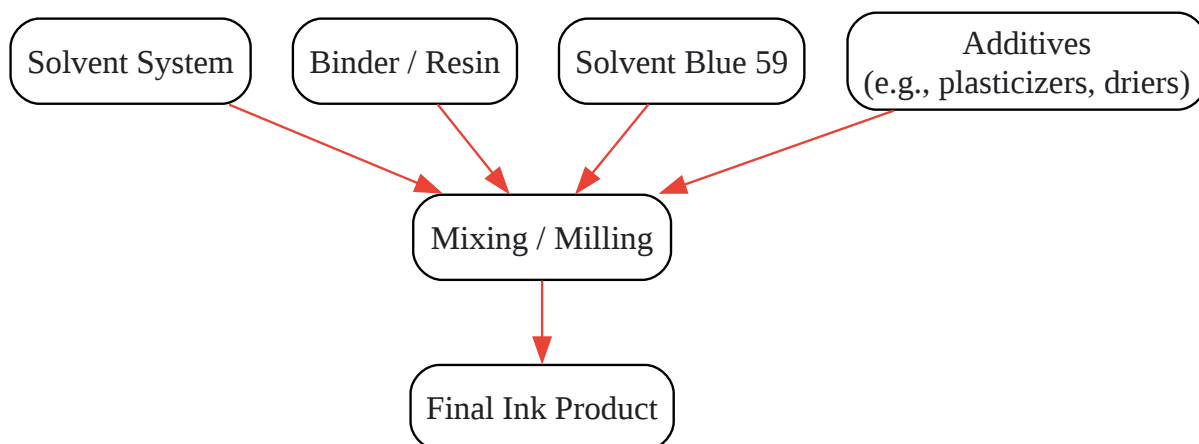 Solvent System
Binder / Resin
Solvent Blue 59
Additives
(e.g., plasticizers, driers)
Mixing / Milling
Final Ink Product